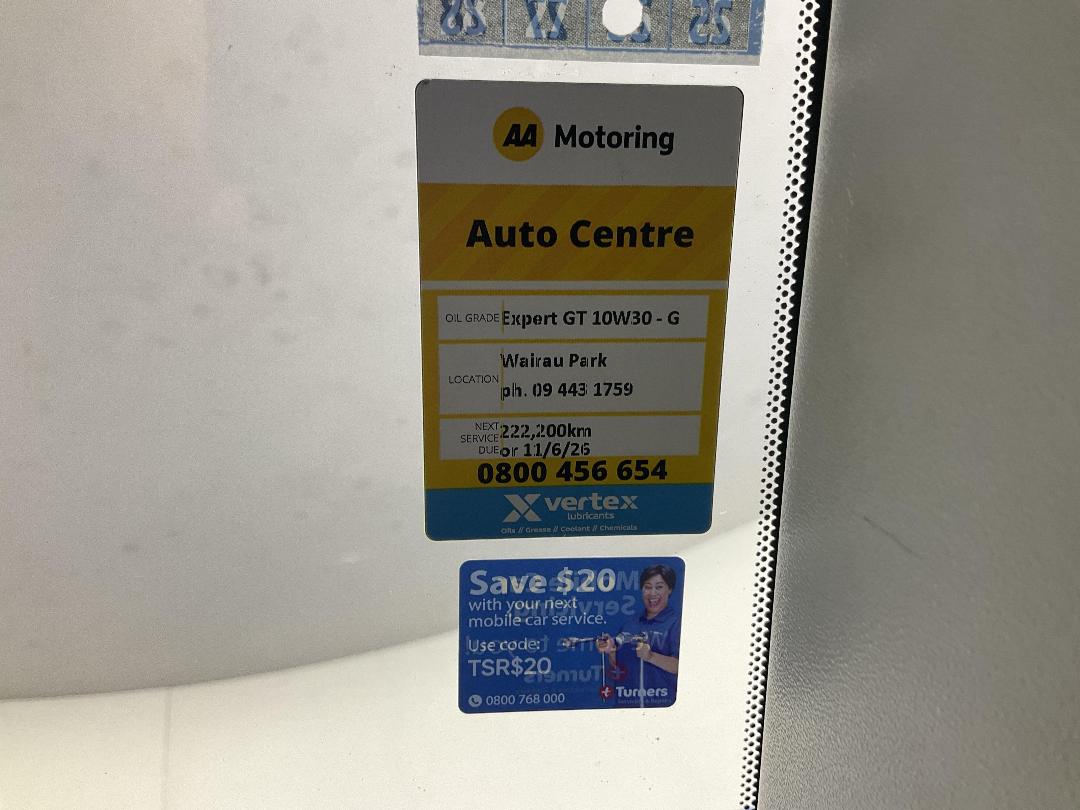 AA Motoring
Auto Centre
OIL GRADE Expert GT 10W30 - G
LOCATION Wairau Park
ph. 09 443 1759
NEXT SERVICE DUE 222,200km
or 11/6/26
0800 456 654
X vertex
lubricants
Oils // Grease // Coolant // Chemicals
Save $20
with your next
mobile car service.
Use code:
TSR$20
0800 768 000
Turners
Servicing & Repairs